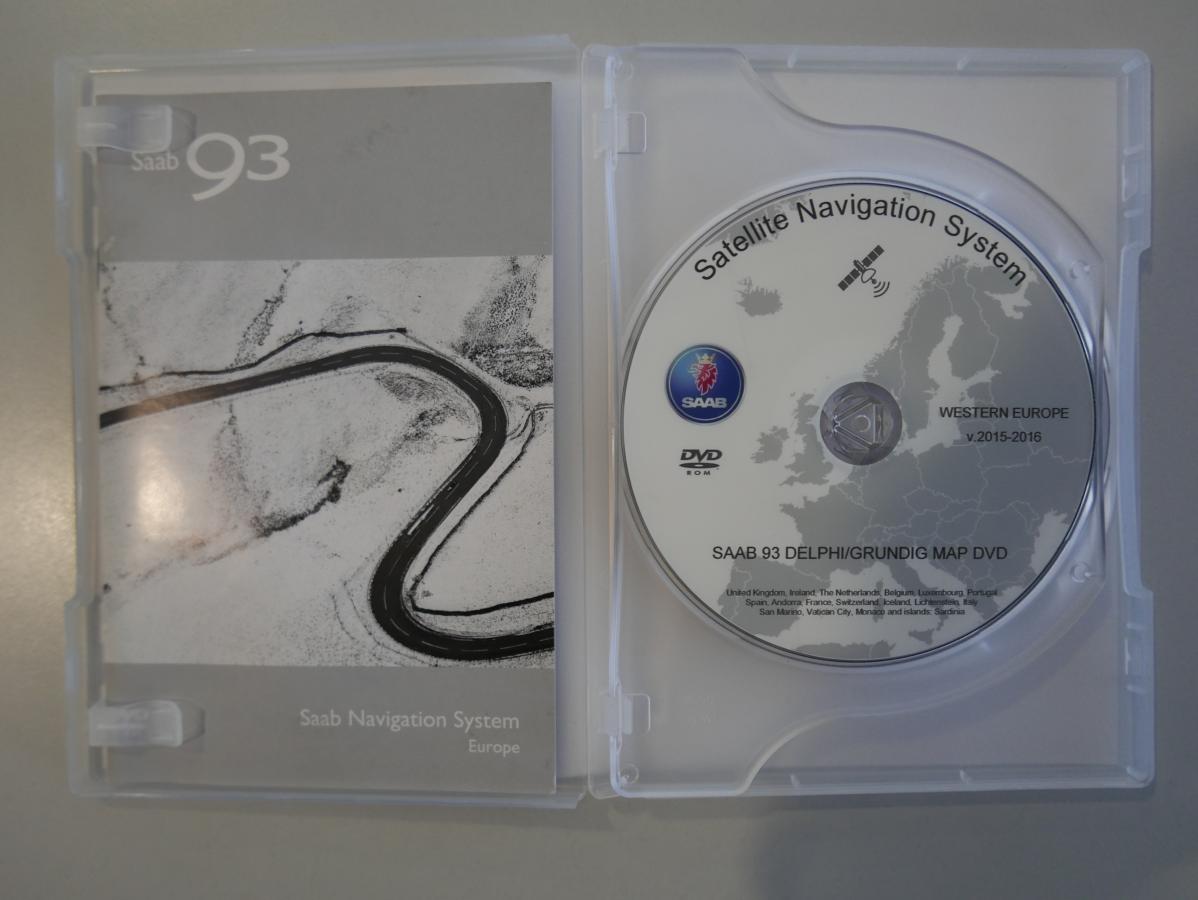 Saab 93
Saab Navigation System
Europe
Satellite Navigation System
SAAB
DVD
ROM
WESTERN EUROPE
v.2015-2016
SAAB 93 DELPHI/GRUNDIG MAP DVD
United Kingdom, Ireland, The Netherlands, Belgium, Luxembourg, Portugal
Spain, Andorra, France, Switzerland, Iceland, Lichtenstein, Italy
San Marino, Vatican City, Monaco and islands: Sardinia